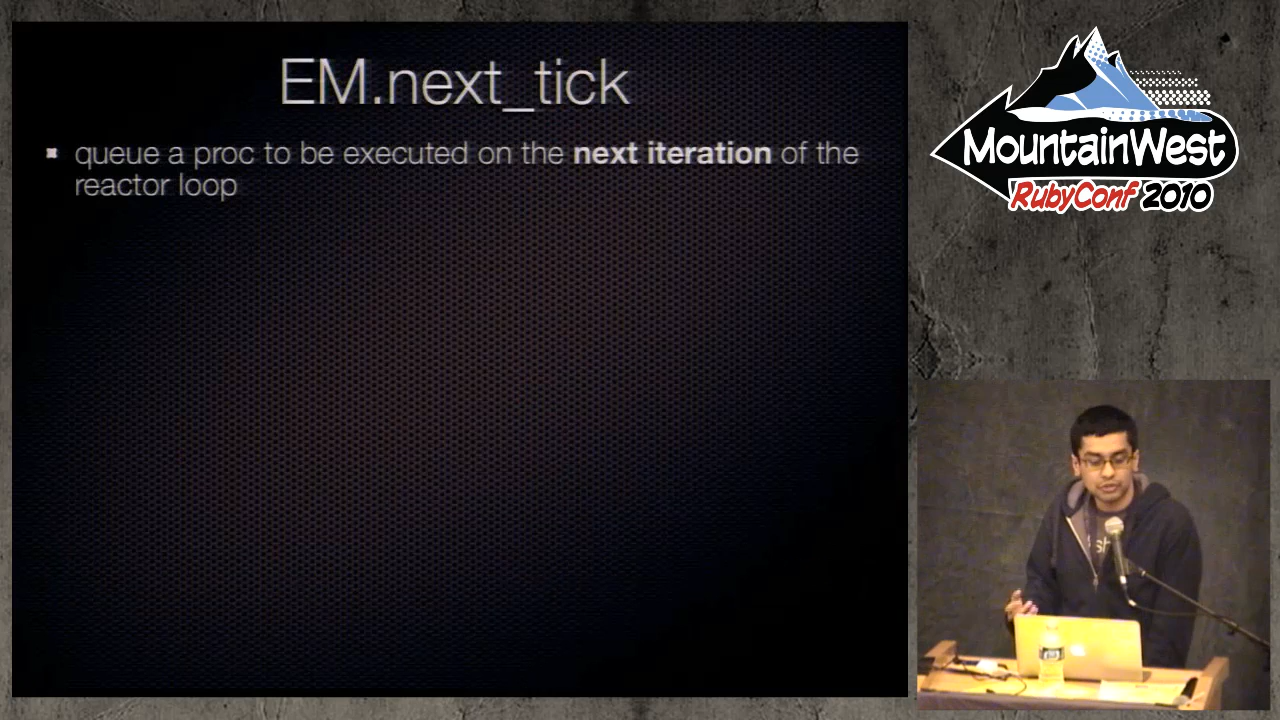 EM.next_tick
queue a proc to be executed on the next iteration of the
reactor loop
MountainWest
RubyConf 2010